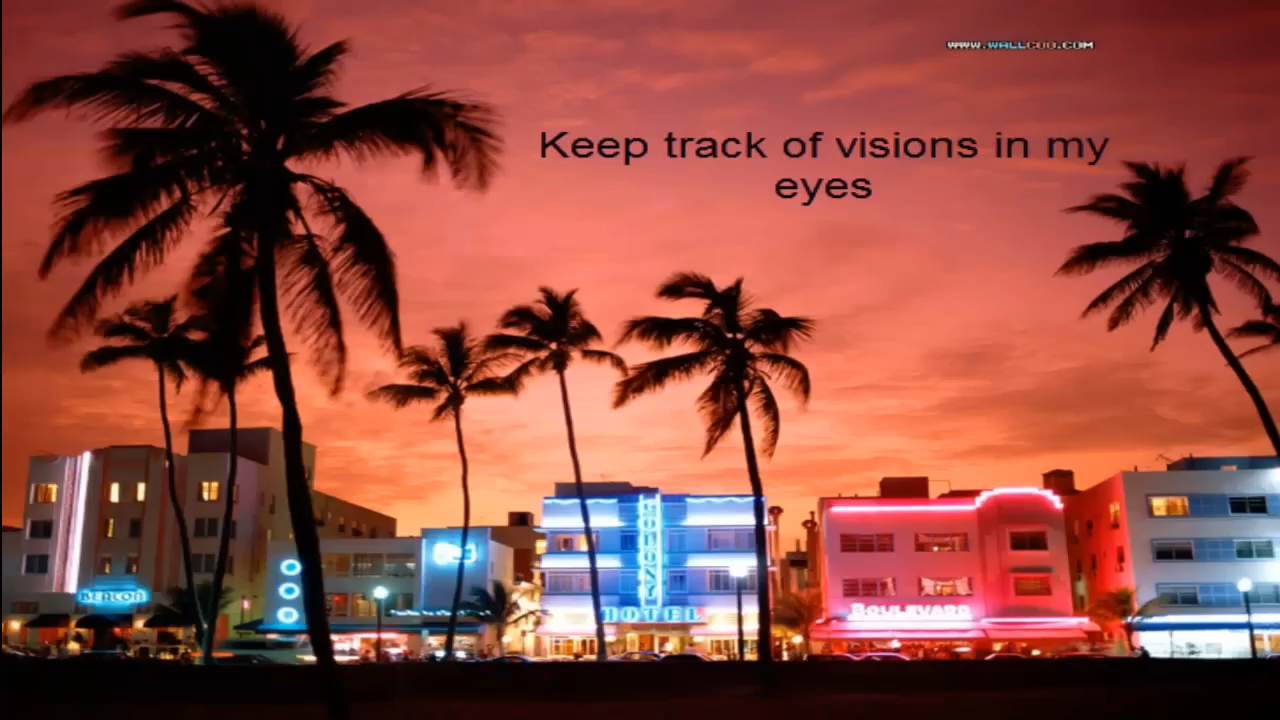 WWW.WALLCOO.COM
Keep track of visions in my
eyes
COLONY
HOTEL
BEACON
BOULEVARD